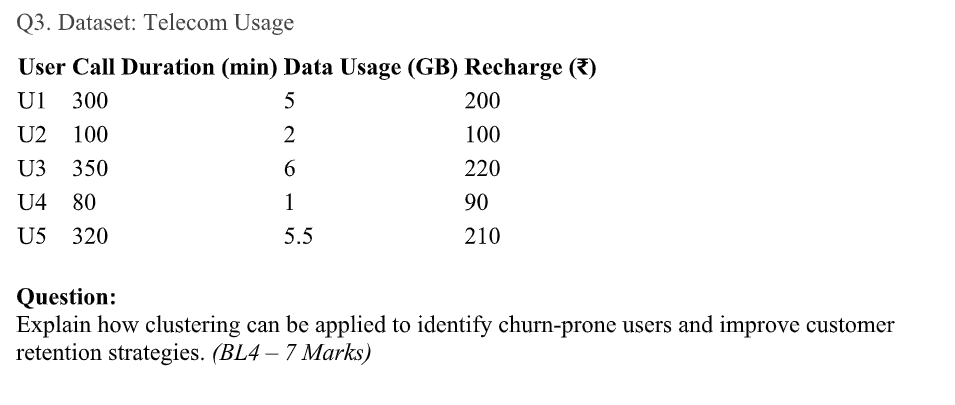 Q3. Dataset: Telecom Usage
User Call Duration (min) Data Usage (GB) Recharge (₹)
U1 300 5 200
U2 100 2 100
U3 350 6 220
U4 80 1 90
U5 320 5.5 210
Question:
Explain how clustering can be applied to identify churn-prone users and improve customer
retention strategies. (BL4 – 7 Marks)